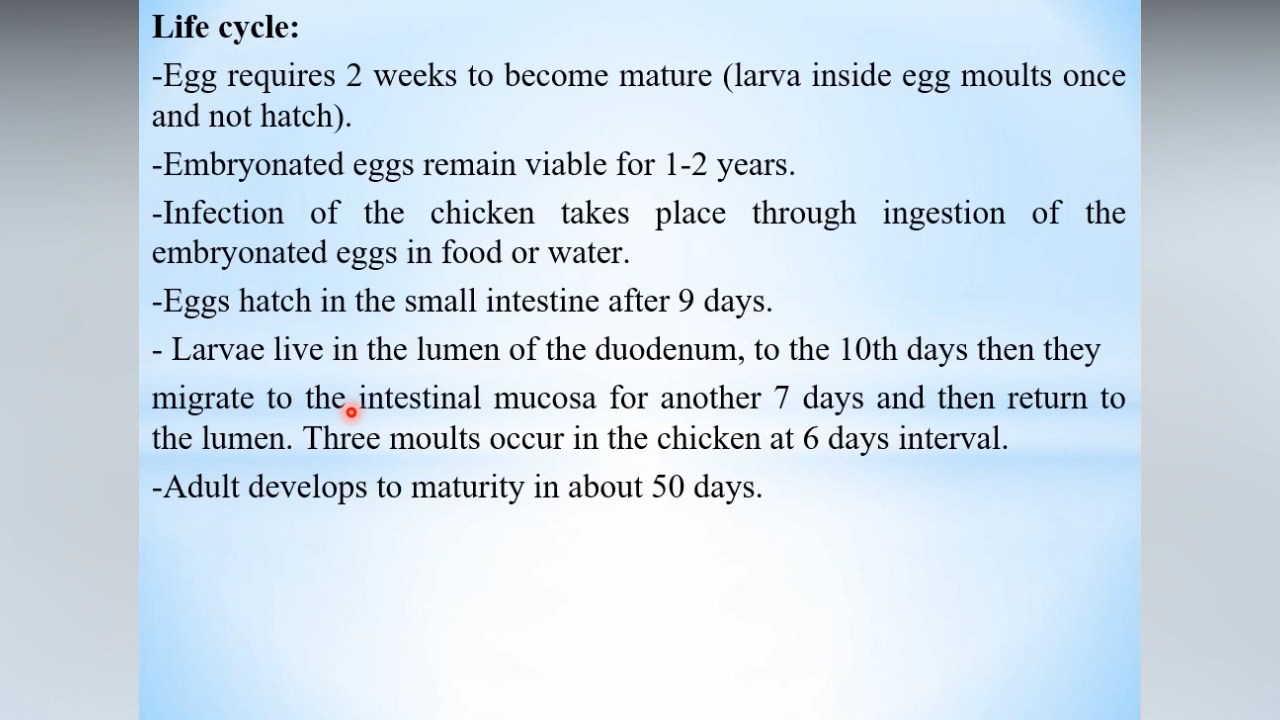 Life cycle:
-Egg requires 2 weeks to become mature (larva inside egg moults once
and not hatch).
-Embryonated eggs remain viable for 1-2 years.
-Infection of the chicken takes place through ingestion of the
embryonated eggs in food or water.
-Eggs hatch in the small intestine after 9 days.
- Larvae live in the lumen of the duodenum, to the 10th days then they
migrate to the intestinal mucosa for another 7 days and then return to
the lumen. Three moults occur in the chicken at 6 days interval.
-Adult develops to maturity in about 50 days.